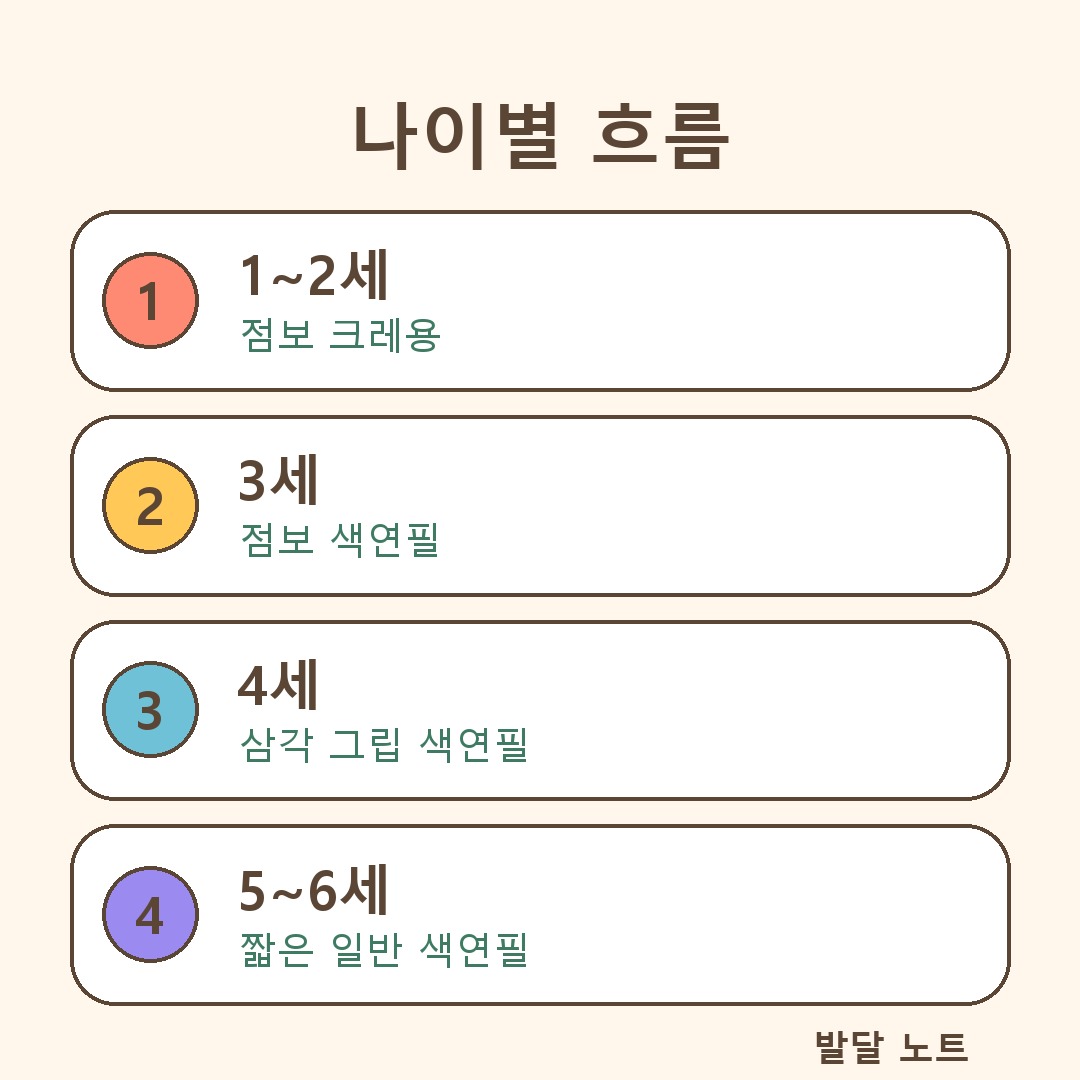 나이별 흐름
1
1~2세
점보 크레용
2
3세
점보 색연필
3
4세
삼각 그립 색연필
4
5~6세
짧은 일반 색연필
발달 노트